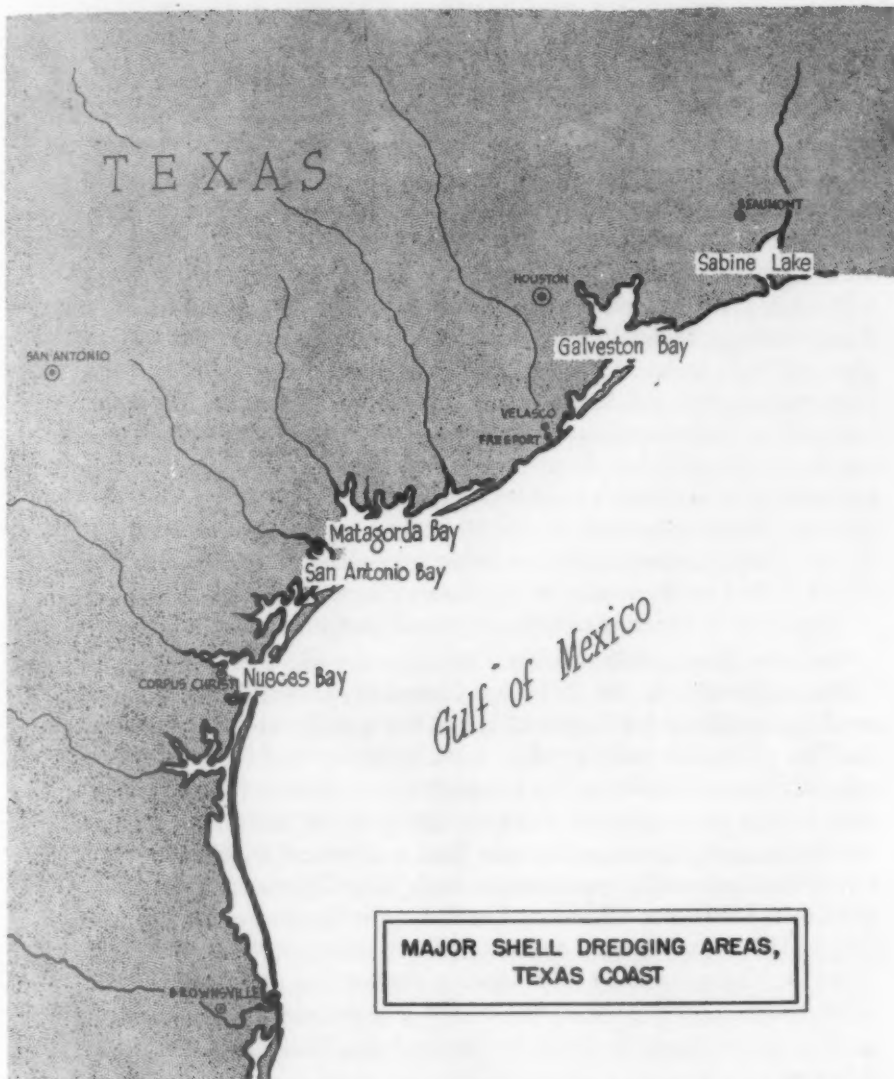 TEXAS
BEAUMONT
Sabine Lake
HOUSTON
Galveston Bay
SAN ANTONIO
VELASCO
FREEPORT
Matagorda Bay
San Antonio Bay
Gulf of Mexico
CORPUS CHRISTI
Nueces Bay
MAJOR SHELL DREDGING AREAS,
TEXAS COAST
BROWNSVILLE